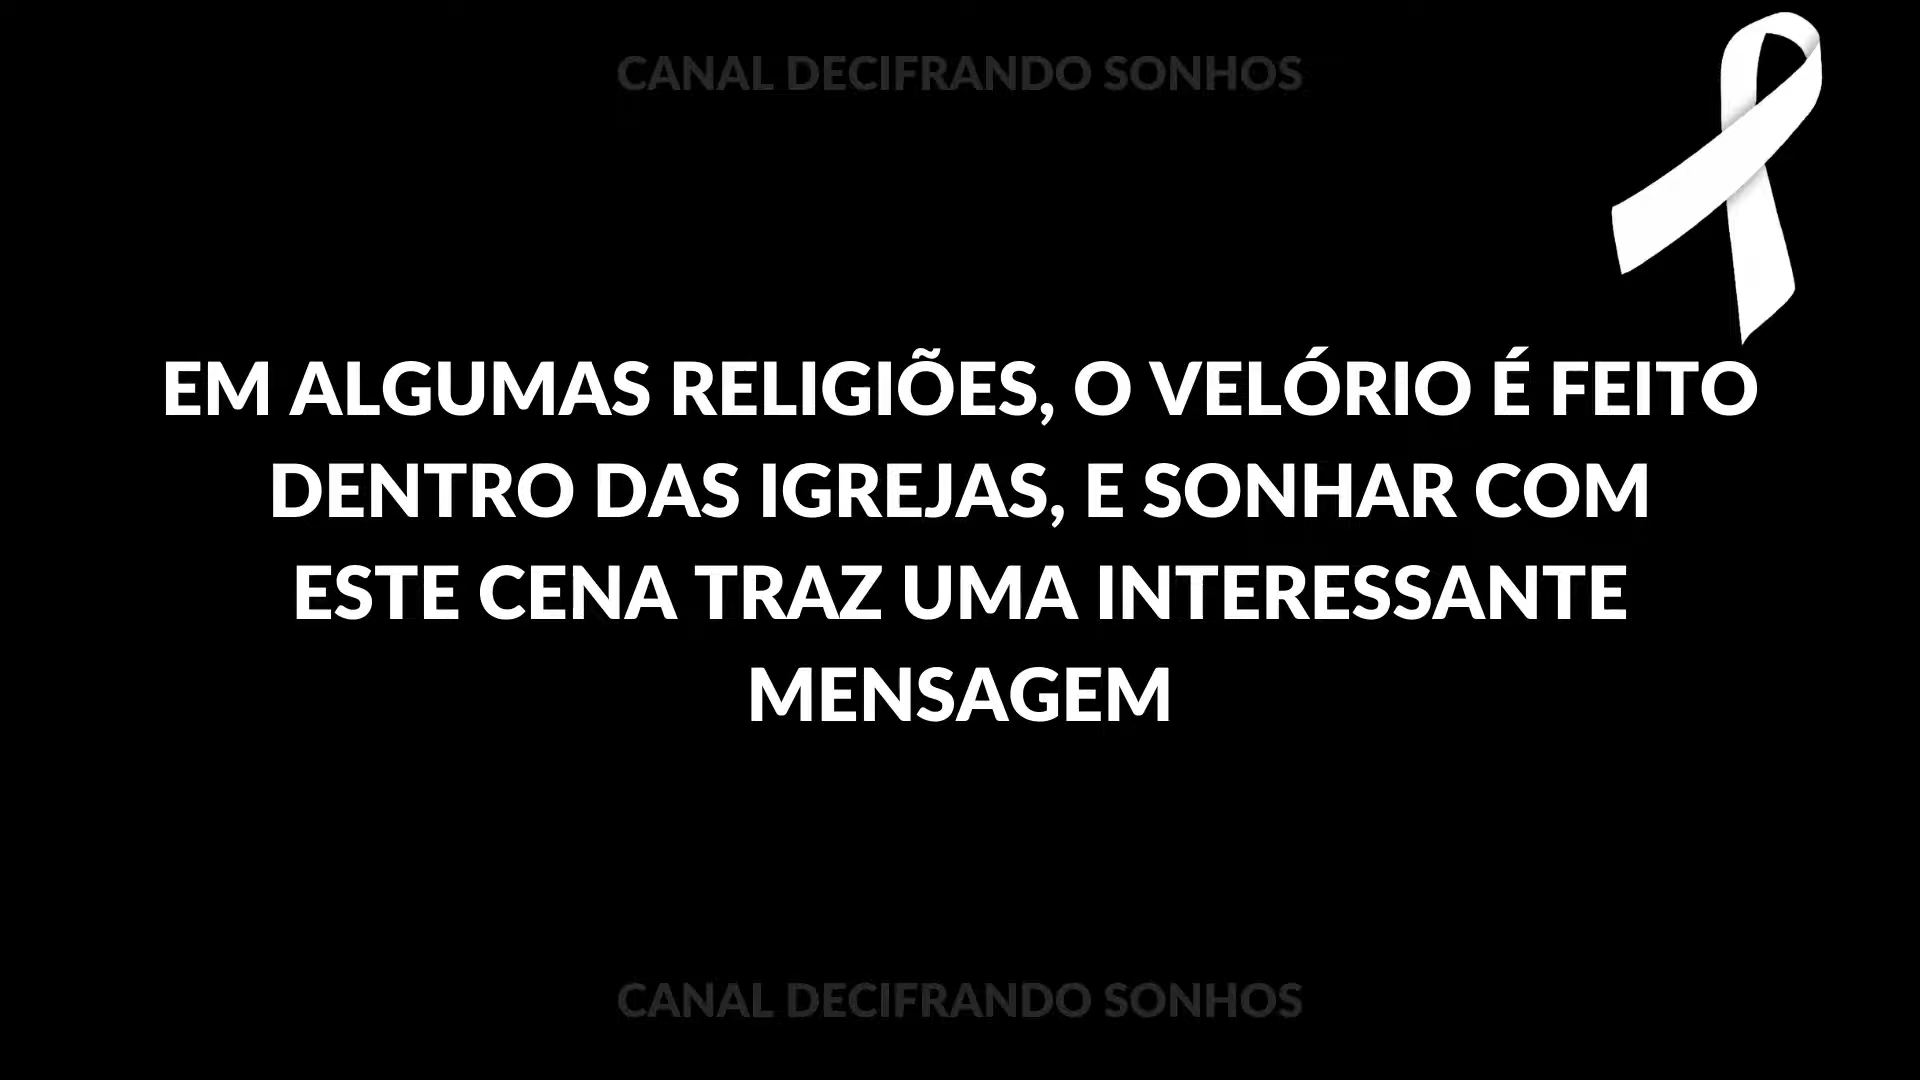 CANAL DECIFRANDO SONHOS
EM ALGUMAS RELIGIÕES, O VELÓRIO É FEITO
DENTRO DAS IGREJAS, E SONHAR COM
ESTE CENA TRAZ UMA INTERESSANTE
MENSAGEM
CANAL DECIFRANDO SONHOS